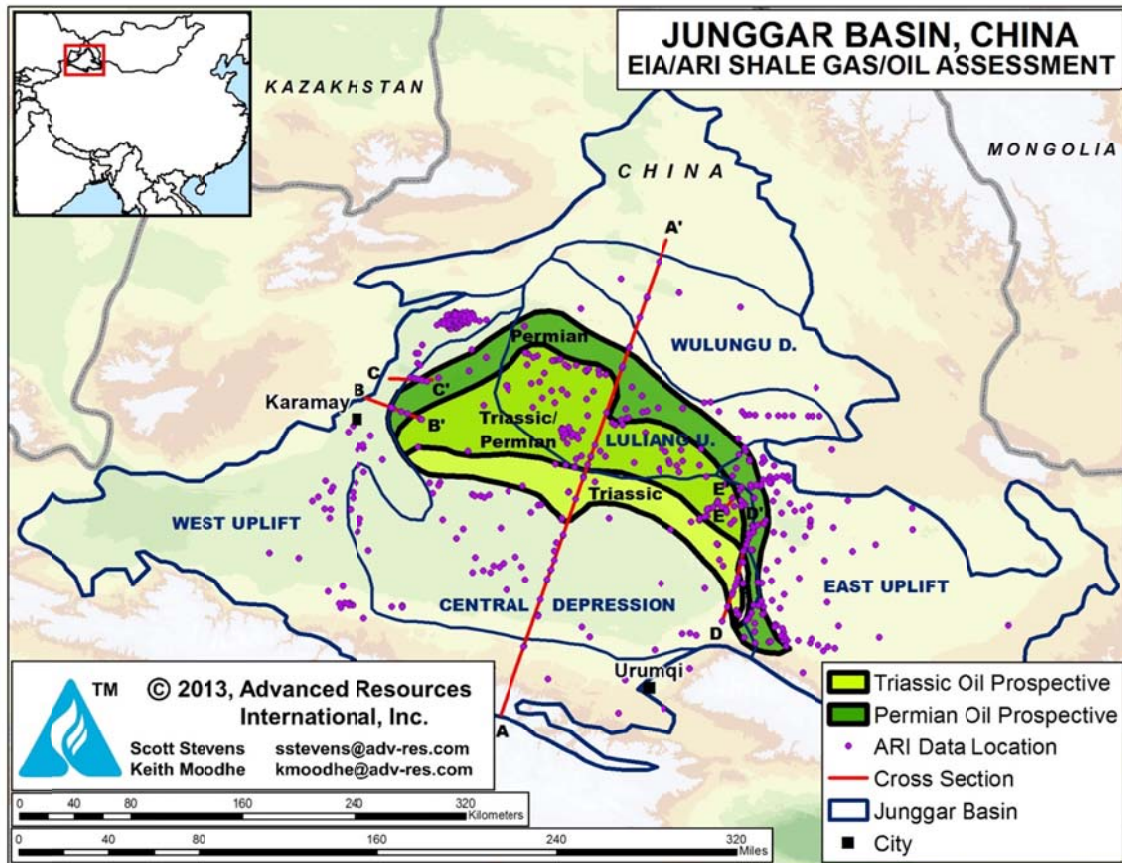 JUNGGAR BASIN, CHINA
EIA/ARI SHALE GAS/OIL ASSESSMENT
KAZAKHSTAN
MONGOLIA
CHINA
A'
WULUNGU D.
Permian
C
C'
B
B'
Karamay
Triassic/
Permian
LULIANG U.
Triassic
E'
E
D'
WEST UPLIFT
EAST UPLIFT
CENTRAL DEPRESSION
D
Urumqi
A
TM
© 2013, Advanced Resources
International, Inc.
Scott Stevens sstevens@adv-res.com
Keith Moodhe kmoodhe@adv-res.com
0 40 80 160 240 320
Kilometers
0 40 80 160 240 320
Miles
Triassic Oil Prospective
Permian Oil Prospective
ARI Data Location
Cross Section
Junggar Basin
City